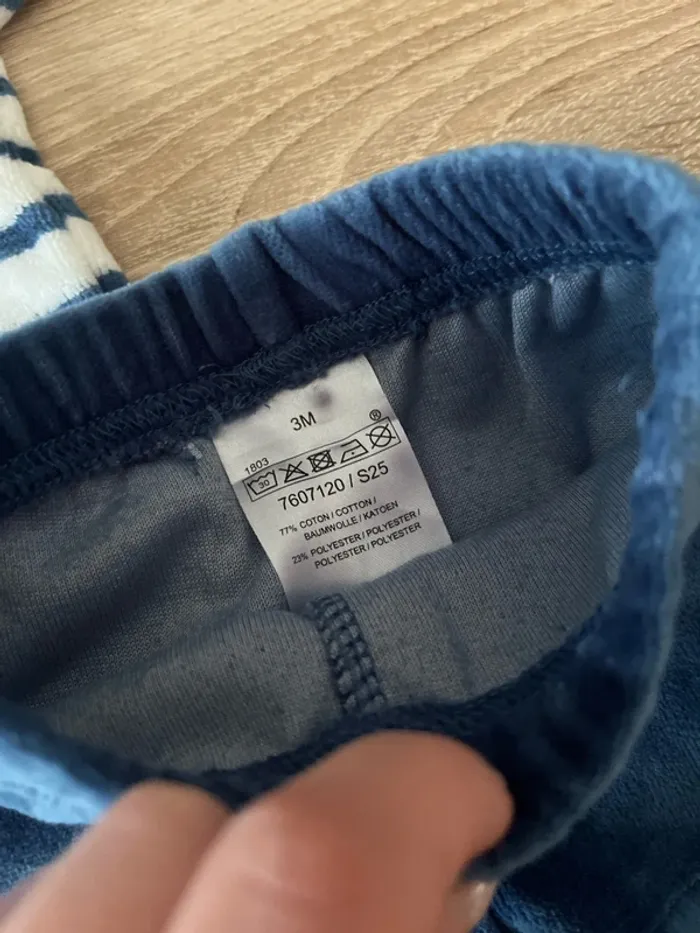 3M
®
1803
30
7607120 / S25
77% COTON / COTTON /
BAUMWOLLE / KATOEN
23% POLYESTER / POLYESTER /
POLYESTER / POLYESTER